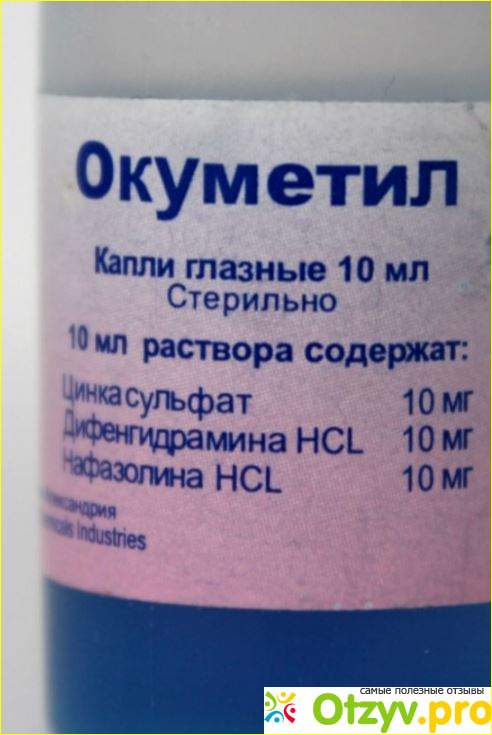 Окуметил
Капли глазные 10 мл
Стерильно
10 мл раствора содержат:
Цинка сульфат 10 мг
Дифенгидрамина HCL 10 мг
Нафазолина HCL 10 мг
Александрия
Industries
самые полезные отзывы
Otzyv.pro